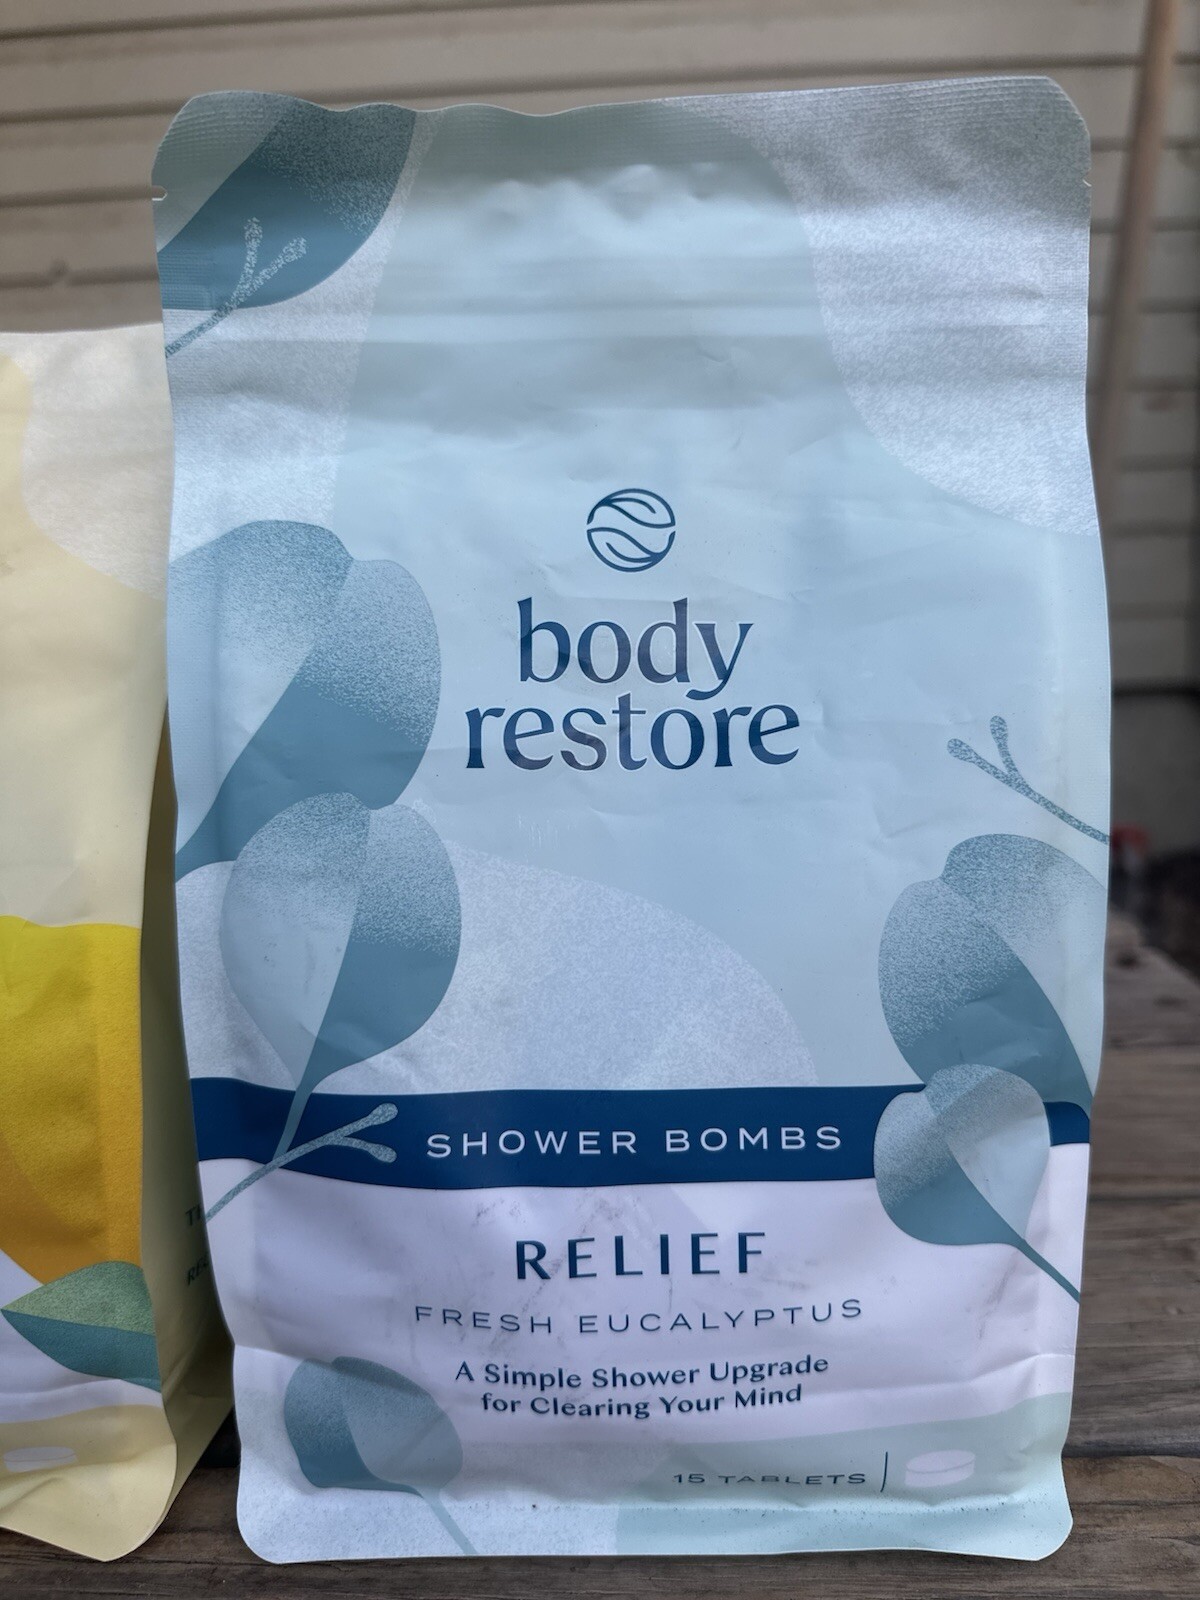 body
restore
SHOWER BOMBS
RELIEF
FRESH EUCALYPTUS
A Simple Shower Upgrade
for Clearing Your Mind
15 TABLETS